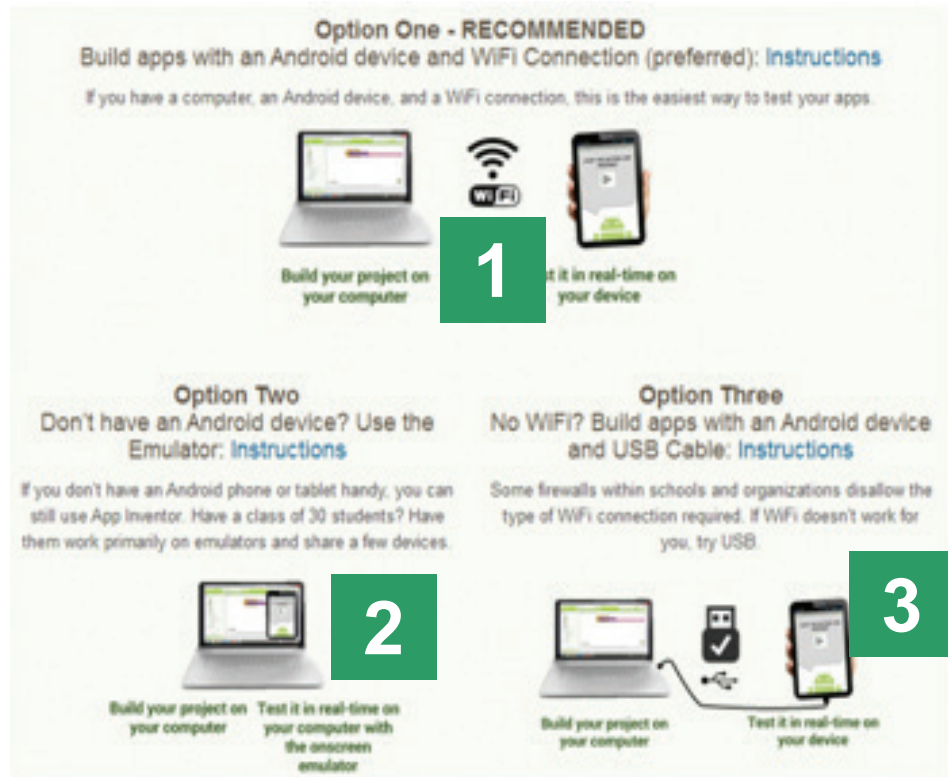 Option One - RECOMMENDED
Build apps with an Android device and WiFi Connection (preferred): Instructions
If you have a computer, an Android device, and a WiFi connection, this is the easiest way to test your apps.
WiFi
1
Build your project on
your computer
st it in real-time on
your device
Option Two
Don't have an Android device? Use the
Emulator: Instructions
If you don't have an Android phone or tablet handy, you can
still use App Inventor. Have a class of 30 students? Have
them work primarily on emulators and share a few devices.
2
Build your project on
your computer
Test it in real-time on
your computer with
the onscreen
emulator
Option Three
No WiFi? Build apps with an Android device
and USB Cable: Instructions
Some firewalls within schools and organizations disallow the
type of WiFi connection required. If WiFi doesn't work for
you, try USB.
3
Build your project on
your computer
Test it in real-time on
your device